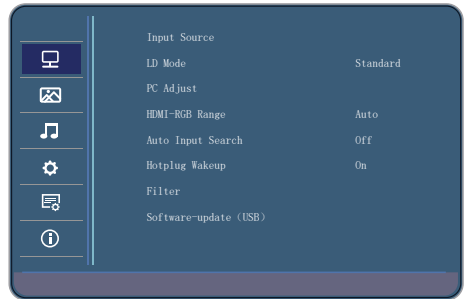 Input Source
LD Mode Standard
PC Adjust
HDMI-RGB Range Auto
Auto Input Search Off
Hotplug Wakeup On
Filter
Software-update（USB）